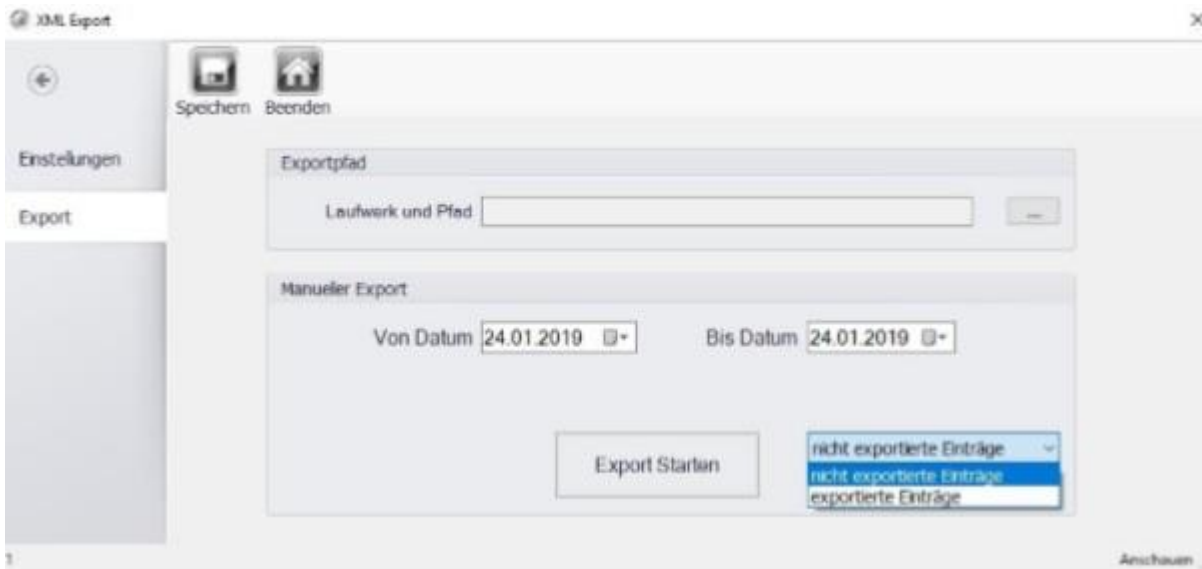 XML Export
Speichern Beenden
Einstellungen
Export
Exportpfad
Laufwerk und Pfad
...
Manueller Export
Von Datum 24.01.2019 Bis Datum 24.01.2019
Export Starten
nicht exportierte Einträge
nicht exportierte Einträge
exportierte Einträge
1 Anschauen